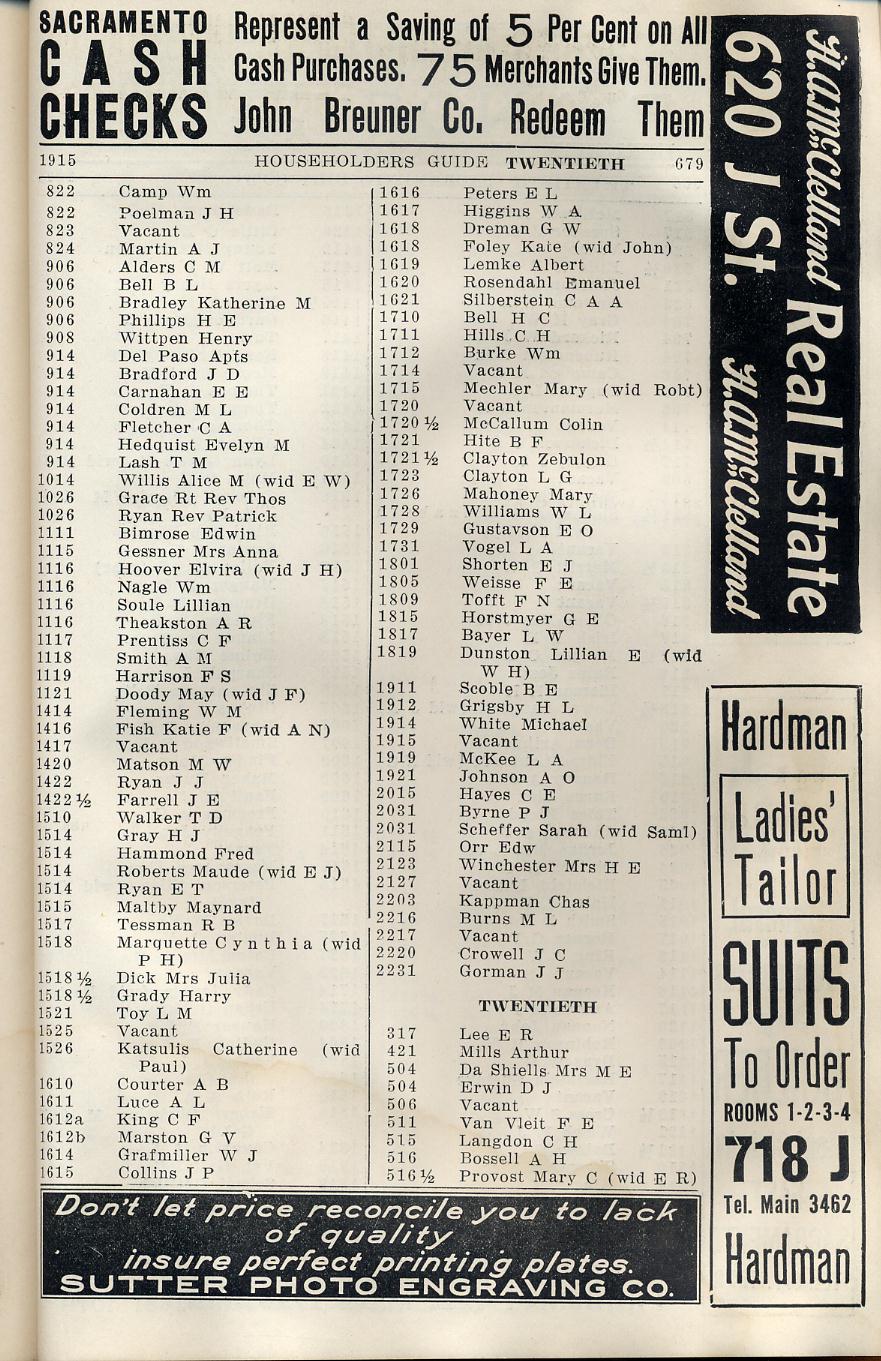 SACRAMENTO
CASH
CHECKS
Represent a Saving of 5 Per Cent on All
Cash Purchases. 75 Merchants Give Them.
John Breuner Co. Redeem Them
1915 HOUSEHOLDERS GUIDE TWENTIETH 679
822 Camp Wm
822 Poelman J H
823 Vacant
824 Martin A J
906 Alders C M
906 Bell B L
906 Bradley Katherine M
906 Phillips H E
908 Wittpen Henry
914 Del Paso Apts
914 Bradford J D
914 Carnahan E E
914 Coldren M L
914 Fletcher C A
914 Hedquist Evelyn M
914 Lash T M
1014 Willis Alice M (wid E W)
1026 Grace Rt Rev Thos
1026 Ryan Rev Patrick
1111 Bimrose Edwin
1115 Gessner Mrs Anna
1116 Hoover Elvira (wid J H)
1116 Nagle Wm
1116 Soule Lillian
1116 Theakston A R
1117 Prentiss C F
1118 Smith A M
1119 Harrison F S
1121 Doody May (wid J F)
1414 Fleming W M
1416 Fish Katie F (wid A N)
1417 Vacant
1420 Matson M W
1422 Ryan J J
1422½ Farrell J E
1510 Walker T D
1514 Gray H J
1514 Hammond Fred
1514 Roberts Maude (wid E J)
1514 Ryan E T
1515 Maltby Maynard
1517 Tessman R B
1518 Marquette Cynthia (wid
P H)
1518½ Dick Mrs Julia
1518½ Grady Harry
1521 Toy L M
1525 Vacant
1526 Katsulis Catherine (wid
Paul)
1610 Courter A B
1611 Luce A L
1612a King C F
1612b Marston G V
1614 Grafmiller W J
1615 Collins J P
1616 Peters E L
1617 Higgins W A
1618 Dreman G W
1618 Foley Kate (wid John)
1619 Lemke Albert
1620 Rosendahl Emanuel
1621 Silberstein C A A
1710 Bell H C
1711 Hills C H
1712 Burke Wm
1714 Vacant
1715 Mechler Mary (wid Robt)
1720 Vacant
1720½ McCallum Colin
1721 Hite B F
1721½ Clayton Zebulon
1723 Clayton L G
1726 Mahoney Mary
1728 Williams W L
1729 Gustavson E O
1731 Vogel L A
1801 Shorten E J
1805 Weisse F E
1809 Tofft F N
1815 Horstmyer G E
1817 Bayer L W
1819 Dunston Lillian E (wid
W H)
1911 Scoble B E
1912 Grigsby H L
1914 White Michael
1915 Vacant
1919 McKee L A
1921 Johnson A O
2015 Hayes C E
2031 Byrne P J
2031 Scheffer Sarah (wid Saml)
2115 Orr Edw
2123 Winchester Mrs H E
2127 Vacant
2203 Kappman Chas
2216 Burns M L
2217 Vacant
2220 Crowell J C
2231 Gorman J J
TWENTIETH
317 Lee E R
421 Mills Arthur
504 Da Shiells Mrs M E
504 Erwin D J
506 Vacant
511 Van Vleit F E
515 Langdon C H
516 Bossell A H
516½ Provost Mary C (wid E R)
Don't let price reconcile you to lack
of quality
insure perfect printing plates.
SUTTER PHOTO ENGRAVING CO.
H.A. McClelland Real Estate
620 J St. H.A. McClelland
Hardman
Ladies'
Tailor
SUITS
To Order
ROOMS 1-2-3-4
718 J
Tel. Main 3462
Hardman